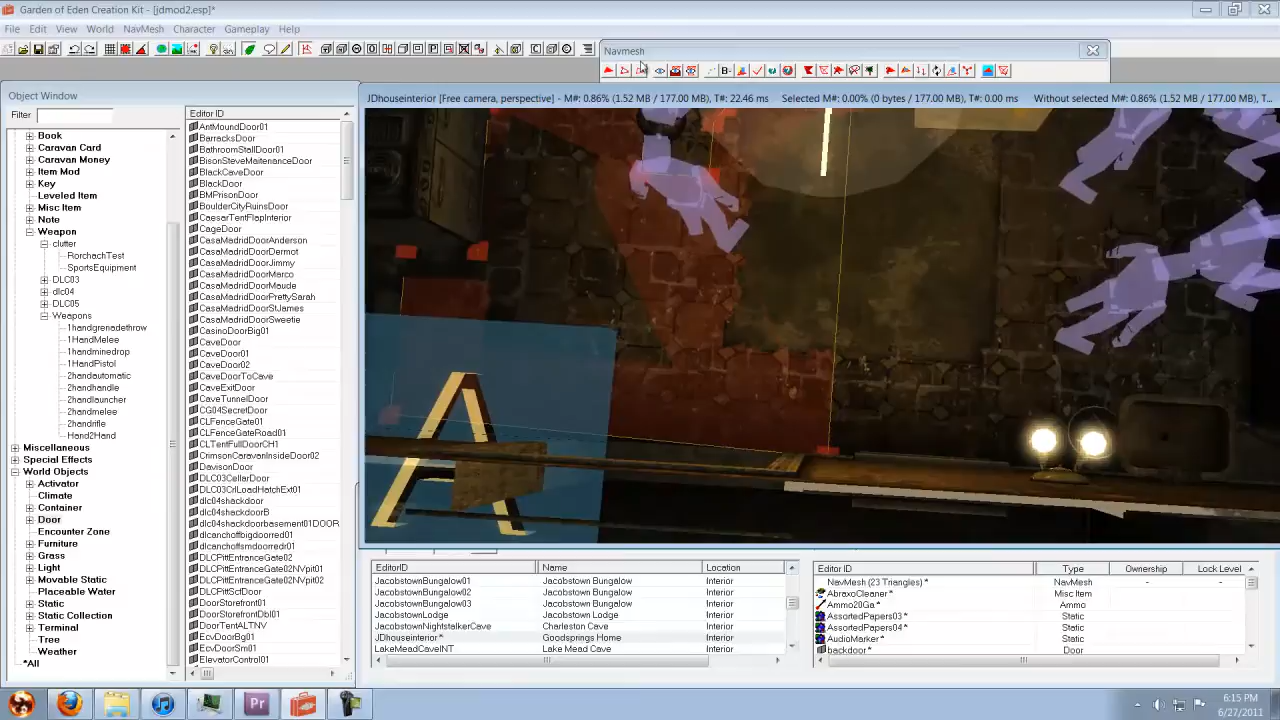 Garden of Eden Creation Kit - [jdmod2.esp]*
File Edit View World NavMesh Character Gameplay Help
Navmesh
Object Window
Filter
Book
Caravan Card
Caravan Money
Item Mod
Key
Leveled Item
Misc Item
Note
Weapon
clutter
RorchachTest
SportsEquipment
DLC03
dlc04
DLC05
Weapons
1handgrenadethrow
1HandMelee
1handminedrop
1HandPistol
2handautomatic
2handhandle
2handlauncher
2handmelee
2handrifle
Hand2Hand
Miscellaneous
Special Effects
World Objects
Activator
Climate
Container
Door
Encounter Zone
Furniture
Grass
Light
Movable Static
Placeable Water
Static
Static Collection
Terminal
Tree
Weather
*All
Editor ID
AntMoundDoor01
BarracksDoor
BathroomStallDoor01
BisonSteveMaitenanceDoor
BlackCaveDoor
BlackDoor
BMPrisonDoor
BoulderCityRuinsDoor
CaesarTentFlapInterior
CageDoor
CasaMadridDoorAnderson
CasaMadridDoorDermot
CasaMadridDoorJimmy
CasaMadridDoorMarco
CasaMadridDoorMaude
CasaMadridDoorPrettySarah
CasaMadridDoorStJames
CasaMadridDoorSweetie
CasinoDoorBig01
CaveDoor
CaveDoor01
CaveDoor02
CaveDoorToCave
CaveExitDoor
CaveTunnelDoor
CG04SecretDoor
CLFenceGate01
CLFenceGateRoad01
CLTentFullDoorCH1
CrimsonCaravanInsideDoor02
DavisonDoor
DLC03CellarDoor
DLC03CrlLoadHatchExt01
dlc04shackdoor
dlc04shackdoorB
dlc04shackdoorbasement01DOOR
dlcanchoffbigdoorred01
dlcanchoffsmdoorredr01
DLCPittEntranceGate02
DLCPittEntranceGate02NVpit01
DLCPittEntranceGate02NVpit02
DLCPittSclfDoor
DoorStorefront01
DoorStorefrontDbl01
DoorTentALTNV
EcvDoorBg01
EcvDoorSm01
ElevatorControl01
JDhouseinterior [Free camera, perspective] - M#: 0.86% (1.52 MB / 177.00 MB), T#: 22.46 ms Selected M#: 0.00% (0 bytes / 177.00 MB), T#: 0.00 ms Without selected M#: 0.86% (1.52 MB / 177.00 MB), T...
EditorID Name Location
JacobstownBungalow01 Jacobstown Bungalow Interior
JacobstownBungalow02 Jacobstown Bungalow Interior
JacobstownBungalow03 Jacobstown Bungalow Interior
JacobstownLodge Jacobstown Lodge Interior
JacobstownNightstalkerCave Charleston Cave Interior
JDhouseinterior * Goodsprings Home Interior
LakeMeadCaveINT Lake Mead Cave Interior
Editor ID Type Ownership Lock Level
NavMesh (23 Triangles) * NavMesh - -
AbraxoCleaner * Misc Item
Ammo20Ga * Ammo
AssortedPapers03 * Static
AssortedPapers04 * Static
AudioMarker * Static
backdoor * Door
Pr
6:15 PM
6/27/2011